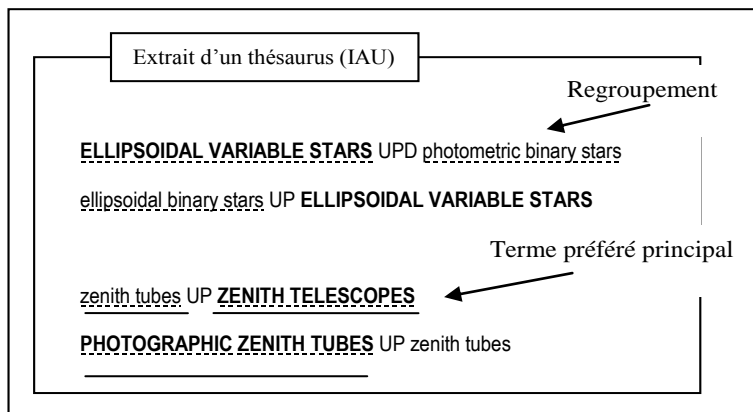 Extrait d’un thésaurus (IAU)
Regroupement
ELLIPSOIDAL VARIABLE STARS UPD photometric binary stars
ellipsoidal binary stars UP ELLIPSOIDAL VARIABLE STARS
Terme préféré principal
zenith tubes UP ZENITH TELESCOPES
PHOTOGRAPHIC ZENITH TUBES UP zenith tubes